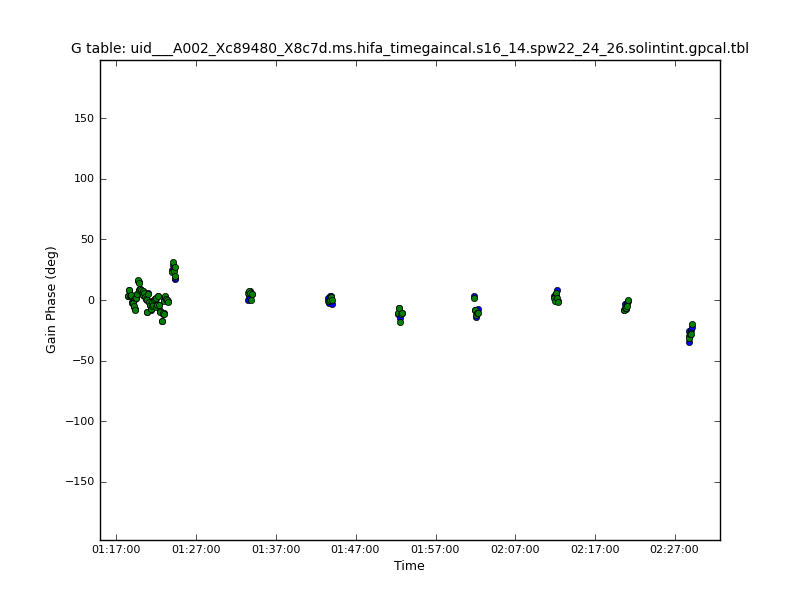 G table: uid___A002_Xc89480_X8c7d.ms.hifa_timegaincal.s16_14.spw22_24_26.solintint.gpcal.tbl
150
100
50
0
−50
−100
−150
Gain Phase (deg)
01:17:00 01:27:00 01:37:00 01:47:00 01:57:00 02:07:00 02:17:00 02:27:00
Time